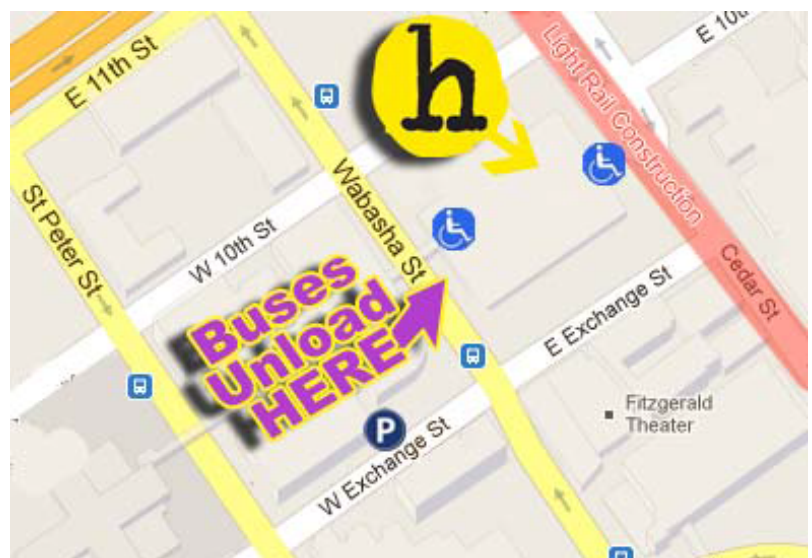 E 11th St
h
E 10th
Light Rail Construction
St Peter St
W 10th St
Wabasha St
Buses
Unload
HERE
E Exchange St
Cedar St
P
W Exchange St
Fitzgerald
Theater